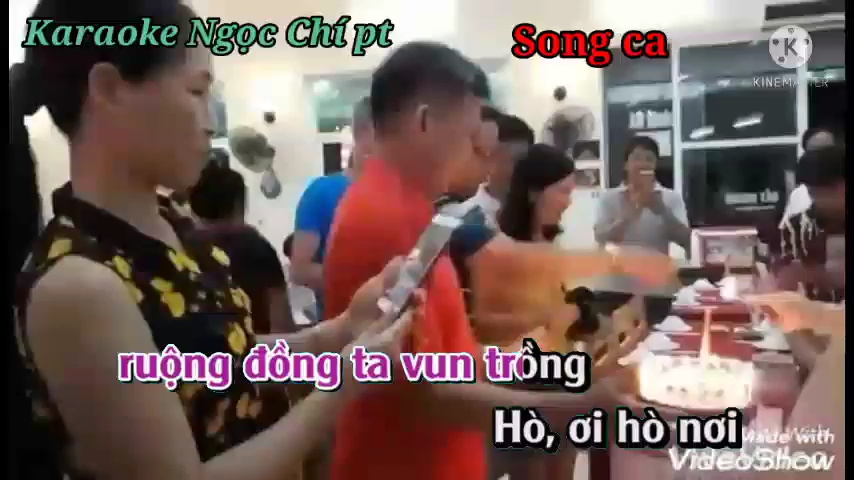 Karaoke Ngọc Chí pt
Song ca
KINEMASTER
ruộng đồng ta vun trồng
Hò, ơi hò nơi
Made with
VideoShow